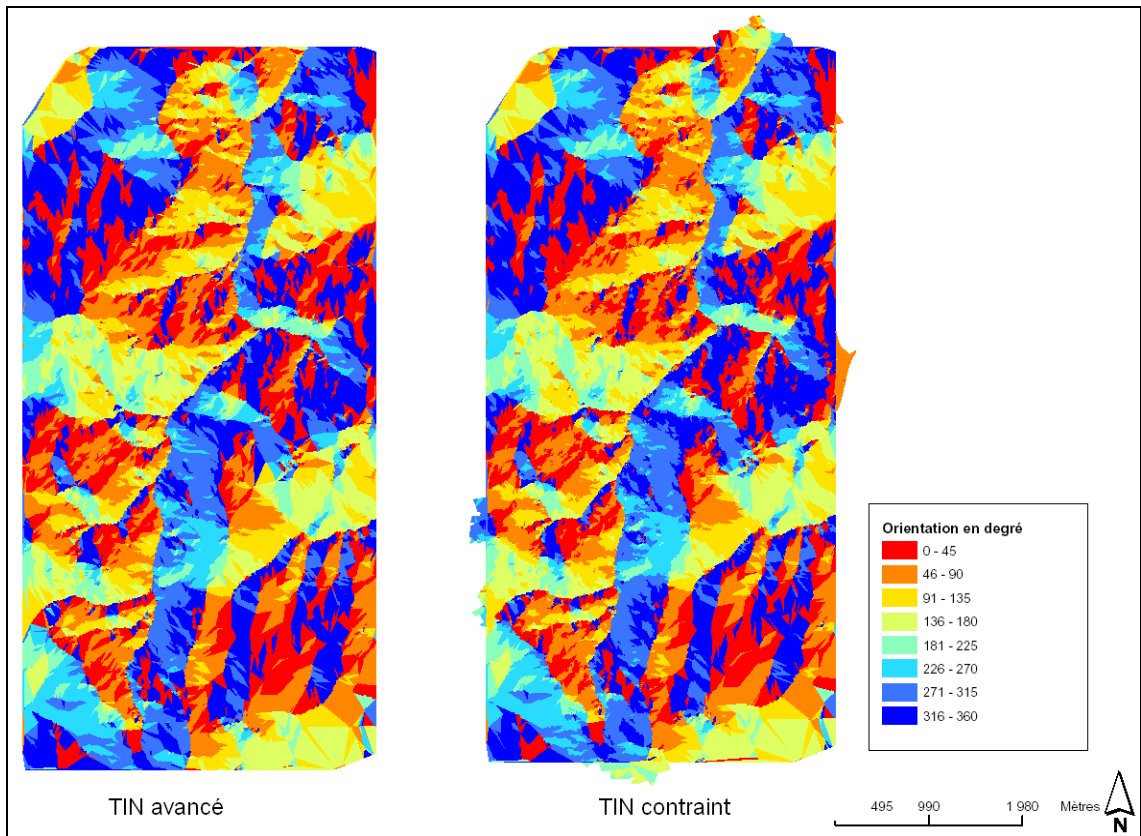 Orientation en degré
0 - 45
46 - 90
91 - 135
136 - 180
181 - 225
226 - 270
271 - 315
316 - 360
TIN avancé
TIN contraint
495 990 1 980 Mètres
N